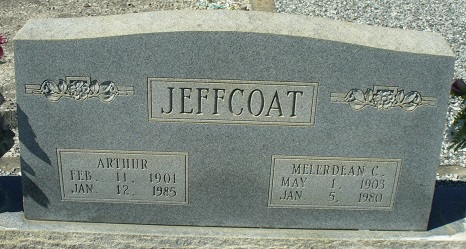 JEFFCOAT
ARTHUR
FEB. 11, 1901
JAN. 12, 1985
MELERDEAN C.
MAY 1, 1903
JAN. 5, 1980